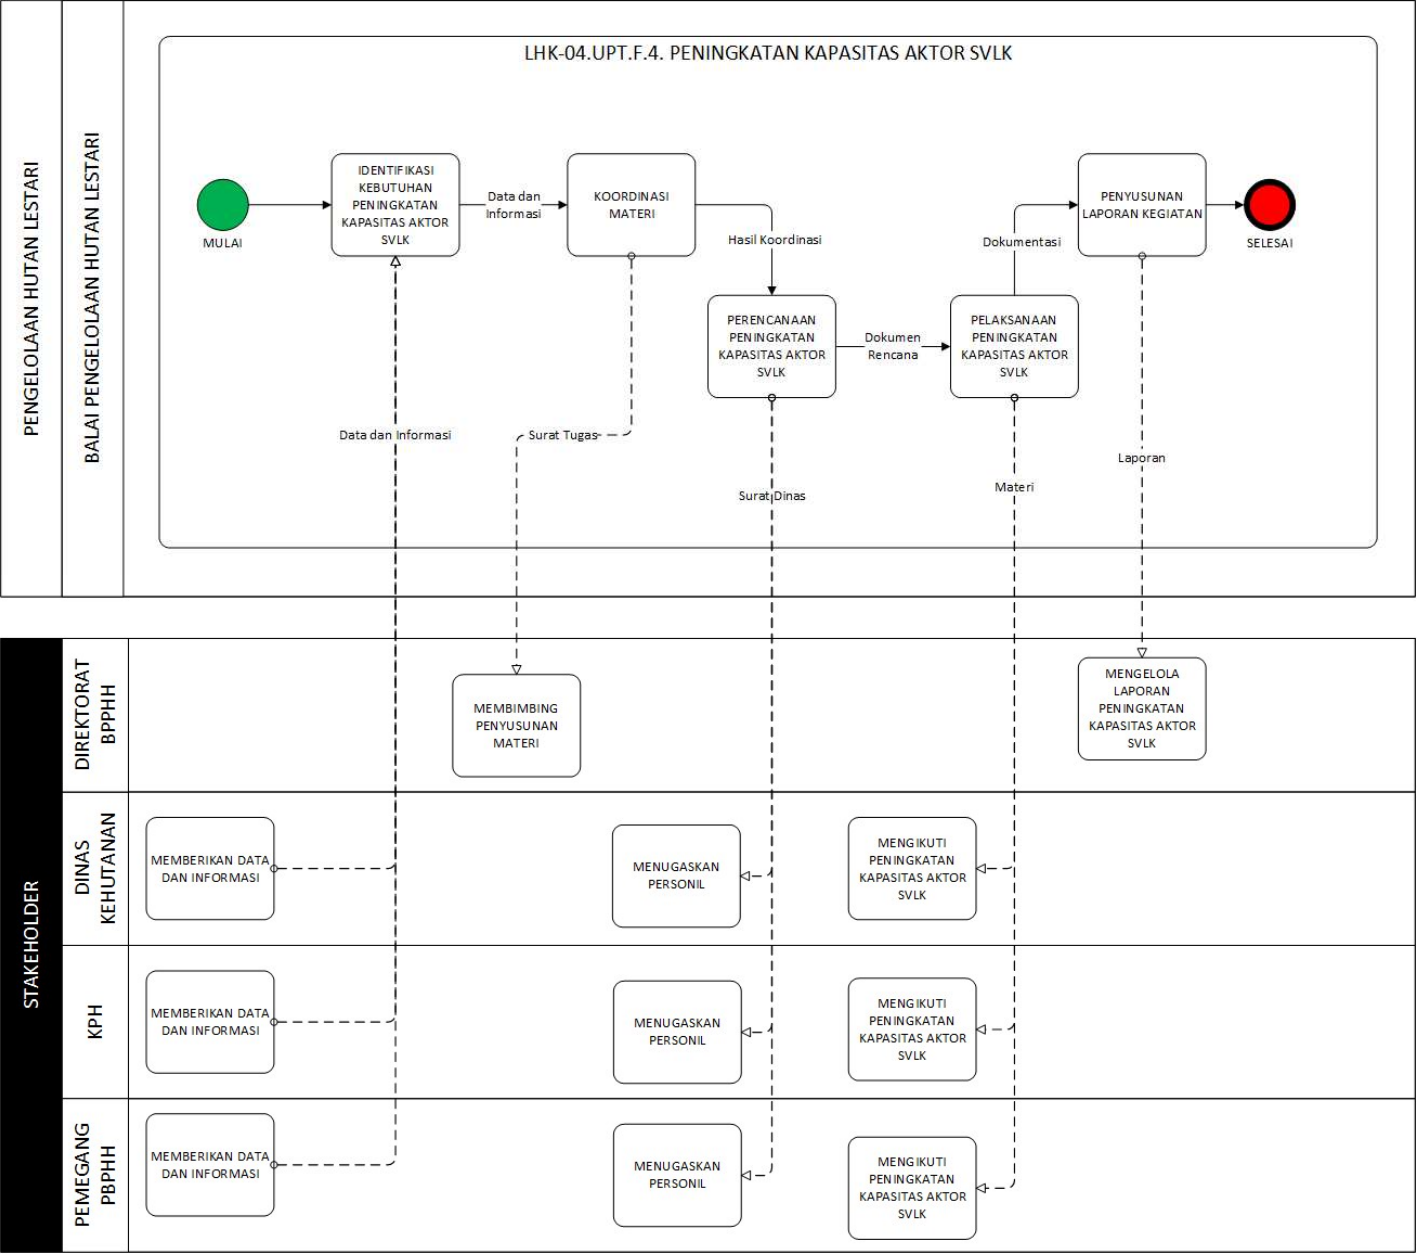 LHK-04.UPT.F.4. PENINGKATAN KAPASITAS AKTOR SVLK
PENGELOLAAN HUTAN LESTARI
BALAI PENGELOLAAN HUTAN LESTARI
MULAI
IDENTIFIKASI
KEBUTUHAN
PENINGKATAN
KAPASITAS AKTOR
SVLK
Data dan
Informasi
KOORDINASI
MATERI
Hasil Koordinasi
PERENCANAAN
PENINGKATAN
KAPASITAS AKTOR
SVLK
Dokumen
Rencana
PELAKSANAAN
PENINGKATAN
KAPASITAS AKTOR
SVLK
Dokumentasi
PENYUSUNAN
LAPORAN KEGIATAN
SELESAI
Data dan Informasi
Surat Tugas
Surat Dinas
Materi
Laporan
STAKEHOLDER
DIREKTORAT
BPPHH
MEMBIMBING
PENYUSUNAN
MATERI
MENGELOLA
LAPORAN
PENINGKATAN
KAPASITAS AKTOR
SVLK
DINAS
KEHUTANAN
MEMBERIKAN DATA
DAN INFORMASI
MENUGASKAN
PERSONIL
MENGIKUTI
PENINGKATAN
KAPASITAS AKTOR
SVLK
KPH
MEMBERIKAN DATA
DAN INFORMASI
MENUGASKAN
PERSONIL
MENGIKUTI
PENINGKATAN
KAPASITAS AKTOR
SVLK
PEMEGANG
PBPHH
MEMBERIKAN DATA
DAN INFORMASI
MENUGASKAN
PERSONIL
MENGIKUTI
PENINGKATAN
KAPASITAS AKTOR
SVLK